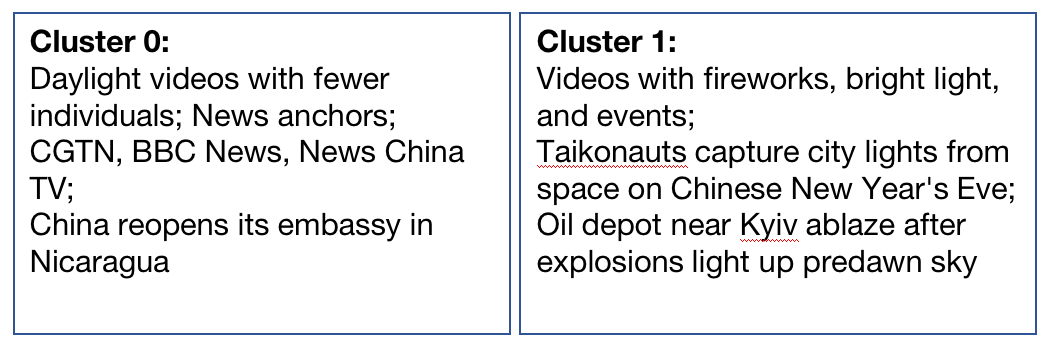 Cluster 0:
Daylight videos with fewer
individuals; News anchors;
CGTN, BBC News, News China
TV;
China reopens its embassy in
Nicaragua
Cluster 1:
Videos with fireworks, bright light,
and events;
Taikonauts capture city lights from
space on Chinese New Year's Eve;
Oil depot near Kyiv ablaze after
explosions light up predawn sky